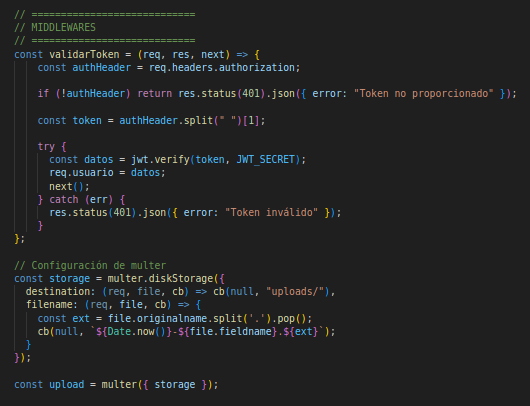 // ============================
// MIDDLEWARES
// ============================
const validarToken = (req, res, next) => {
    const authHeader = req.headers.authorization;

    if (!authHeader) return res.status(401).json({ error: "Token no proporcionado" });

    const token = authHeader.split(" ")[1];

    try {
      const datos = jwt.verify(token, JWT_SECRET);
      req.usuario = datos;
      next();
    } catch (err) {
      res.status(401).json({ error: "Token inválido" });
    }
};

// Configuración de multer
const storage = multer.diskStorage({
  destination: (req, file, cb) => cb(null, "uploads/"),
  filename: (req, file, cb) => {
    const ext = file.originalname.split('.').pop();
    cb(null, `${Date.now()}-${file.fieldname}.${ext}`);
  }
});

const upload = multer({ storage });